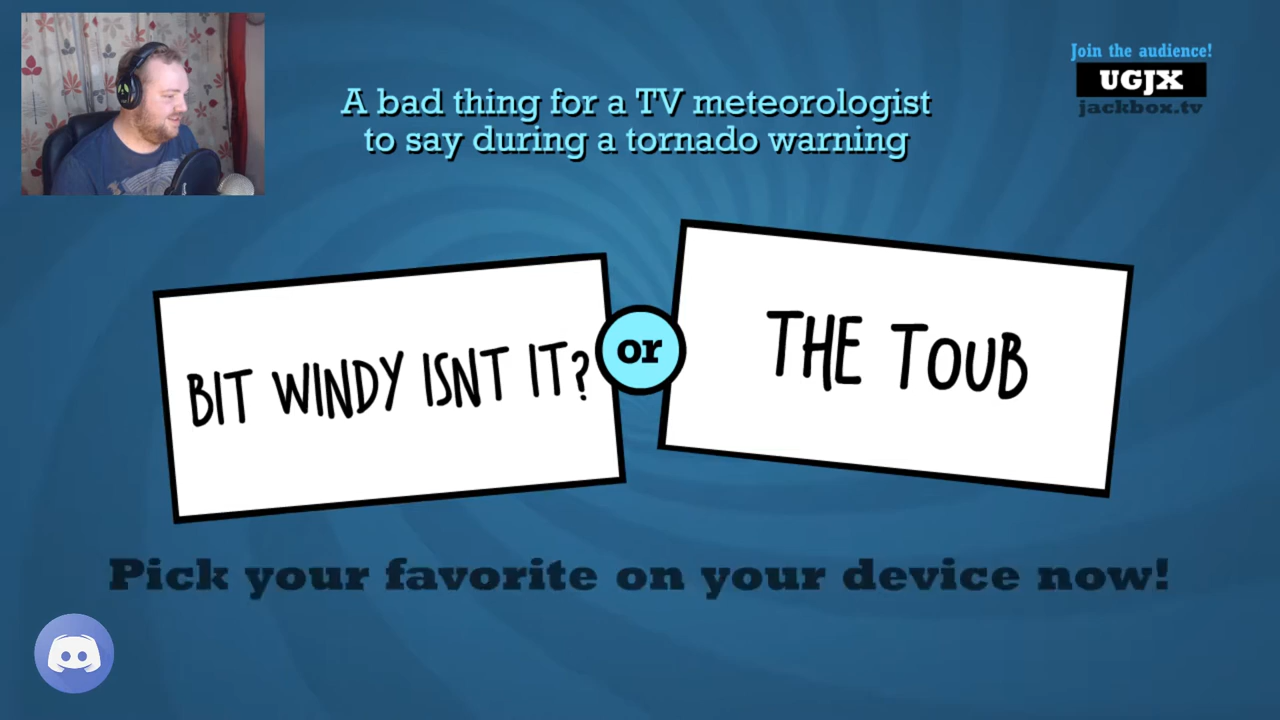 Join the audience!
UGJX
jackbox.tv
A bad thing for a TV meteorologist
to say during a tornado warning
BIT WINDY ISNT IT?
or
THE TOUB
Pick your favorite on your device now!